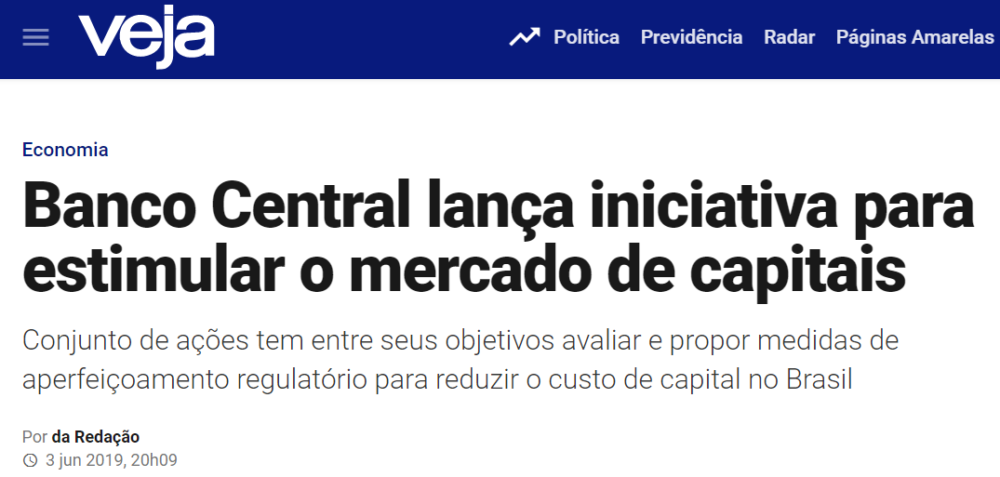 veja
Política Previdência Radar Páginas Amarelas
Economia
Banco Central lança iniciativa para
estimular o mercado de capitais
Conjunto de ações tem entre seus objetivos avaliar e propor medidas de
aperfeiçoamento regulatório para reduzir o custo de capital no Brasil
Por da Redação
3 jun 2019, 20h09